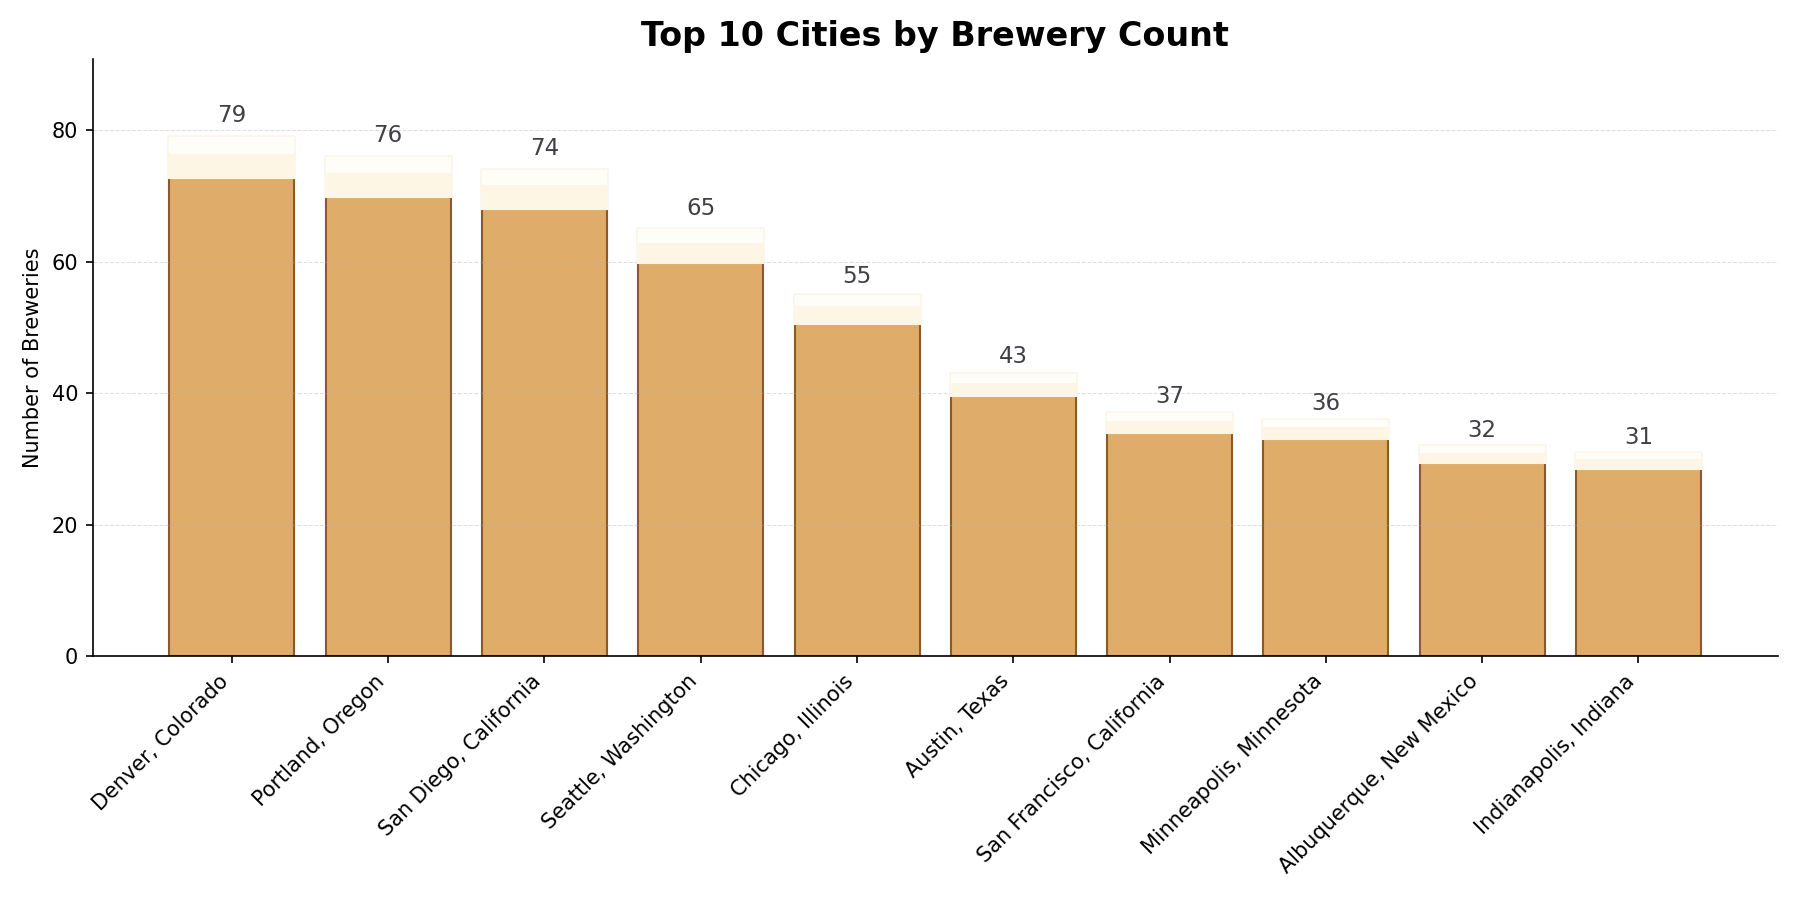 Top 10 Cities by Brewery Count
Number of Breweries
80
60
40
20
0
79
76
74
65
55
43
37
36
32
31
Denver, Colorado
Portland, Oregon
San Diego, California
Seattle, Washington
Chicago, Illinois
Austin, Texas
San Francisco, California
Minneapolis, Minnesota
Albuquerque, New Mexico
Indianapolis, Indiana